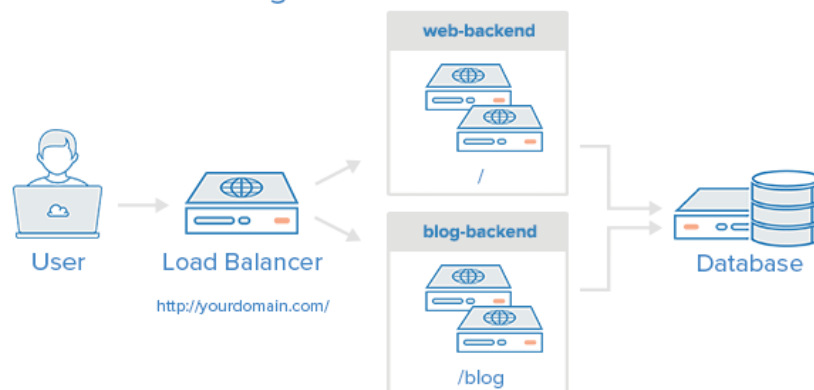 web-backend
/
User
Load Balancer
http://yourdomain.com/
blog-backend
/blog
Database